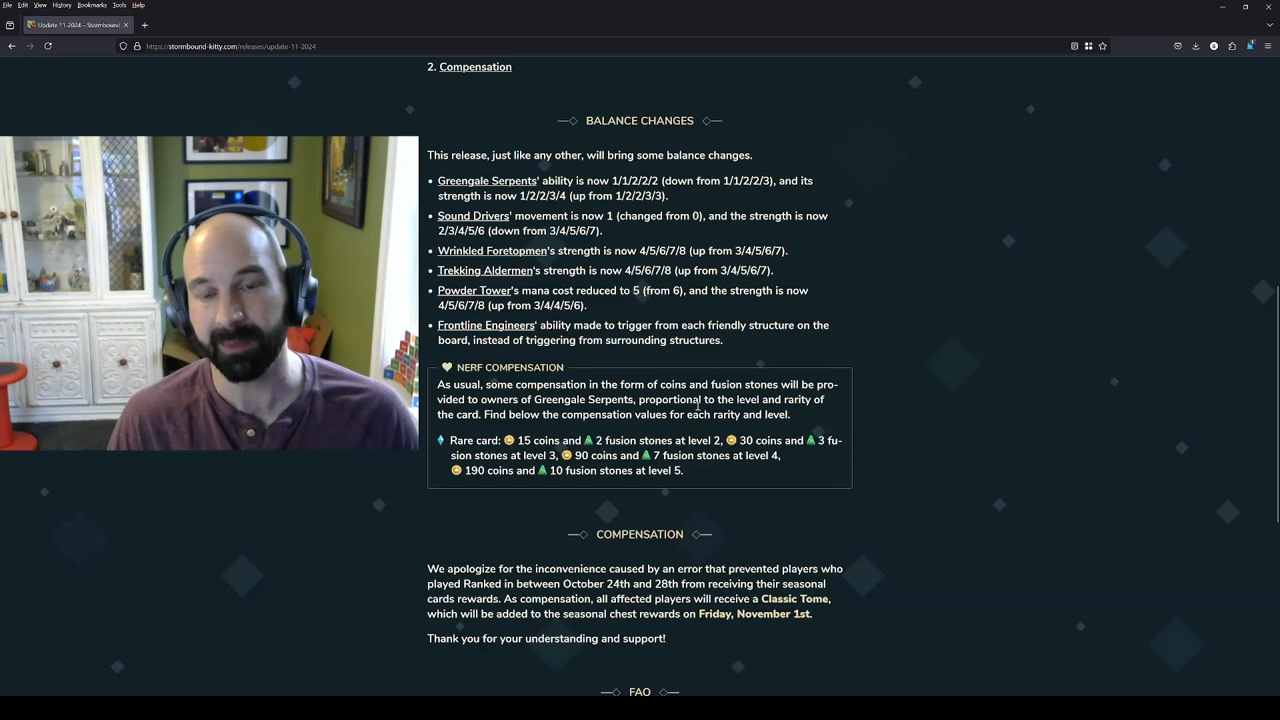 File Edit View History Bookmarks Tools Help
Update 11-2024 – Stormbound
https://stormbound-kitty.com/releases/update-11-2024
2. Compensation
BALANCE CHANGES
This release, just like any other, will bring some balance changes.
• Greengale Serpents' ability is now 1/1/2/2/2 (down from 1/1/2/2/3), and its
strength is now 1/2/2/3/4 (up from 1/2/2/3/3).
• Sound Drivers' movement is now 1 (changed from 0), and the strength is now
2/3/4/5/6 (down from 3/4/5/6/7).
• Wrinkled Foretopmen's strength is now 4/5/6/7/8 (up from 3/4/5/6/7).
• Trekking Aldermen's strength is now 4/5/6/7/8 (up from 3/4/5/6/7).
• Powder Tower's mana cost reduced to 5 (from 6), and the strength is now
4/5/6/7/8 (up from 3/4/4/5/6).
• Frontline Engineers' ability made to trigger from each friendly structure on the
board, instead of triggering from surrounding structures.
NERF COMPENSATION
As usual, some compensation in the form of coins and fusion stones will be pro-
vided to owners of Greengale Serpents, proportional to the level and rarity of
the card. Find below the compensation values for each rarity and level.
Rare card: 15 coins and 2 fusion stones at level 2, 30 coins and 3 fu-
sion stones at level 3, 90 coins and 7 fusion stones at level 4,
190 coins and 10 fusion stones at level 5.
COMPENSATION
We apologize for the inconvenience caused by an error that prevented players who
played Ranked in between October 24th and 28th from receiving their seasonal
cards rewards. As compensation, all affected players will receive a Classic Tome,
which will be added to the seasonal chest rewards on Friday, November 1st.
Thank you for your understanding and support!
FAQ